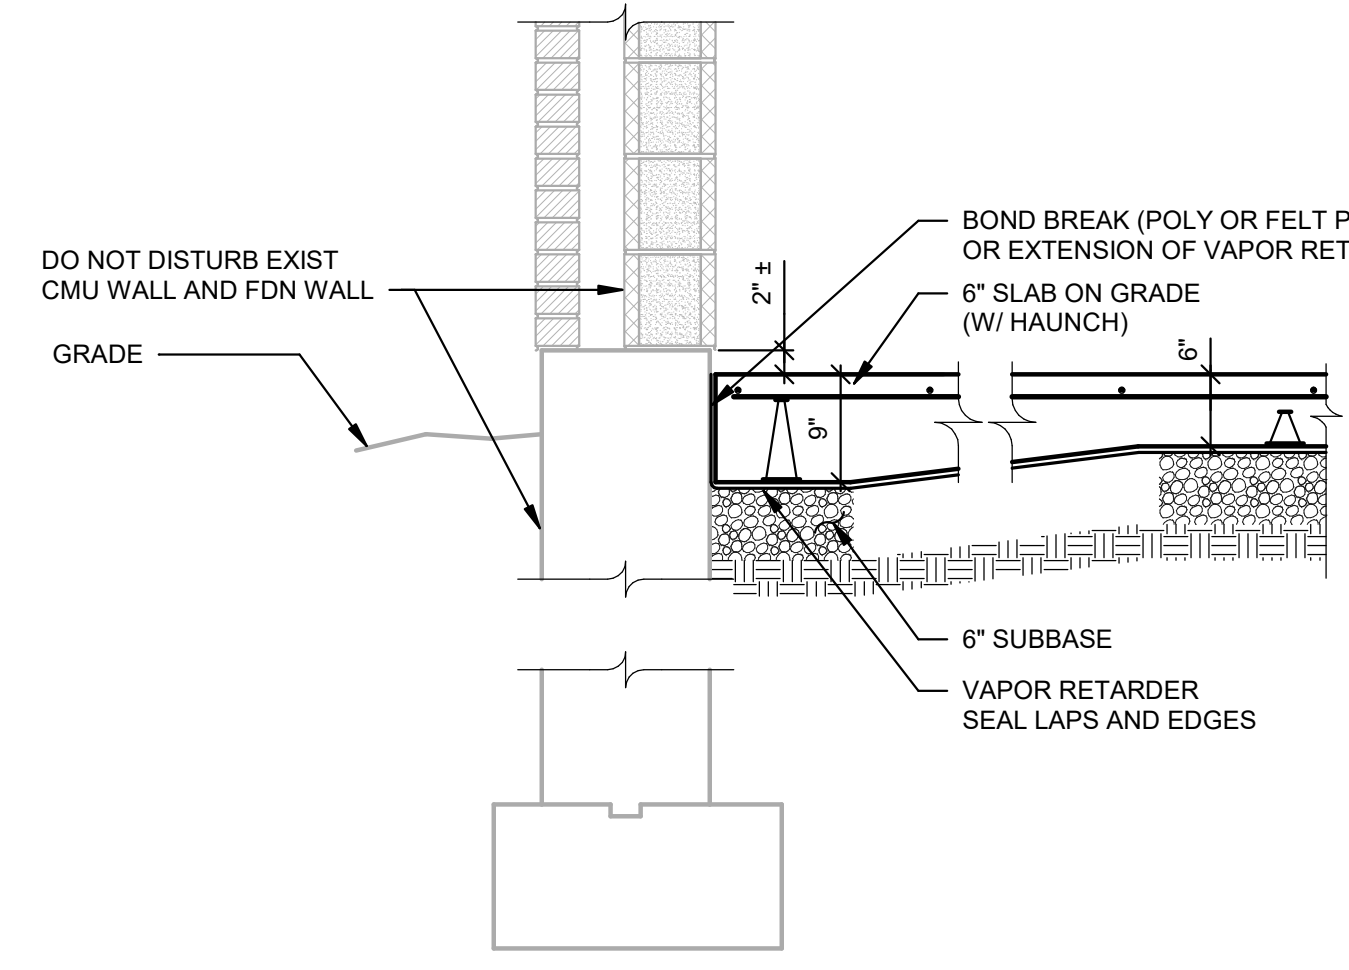 BOND BREAK (POLY OR FELT
OR EXTENSION OF VAPOR
DO NOT DISTURB EXIST
CMU WALL AND FDN WALL
2" ±
6" SLAB ON GRADE
(W/ HAUNCH)
6"
GRADE
9"
6" SUBBASE
VAPOR RETARDER
SEAL LAPS AND EDGES